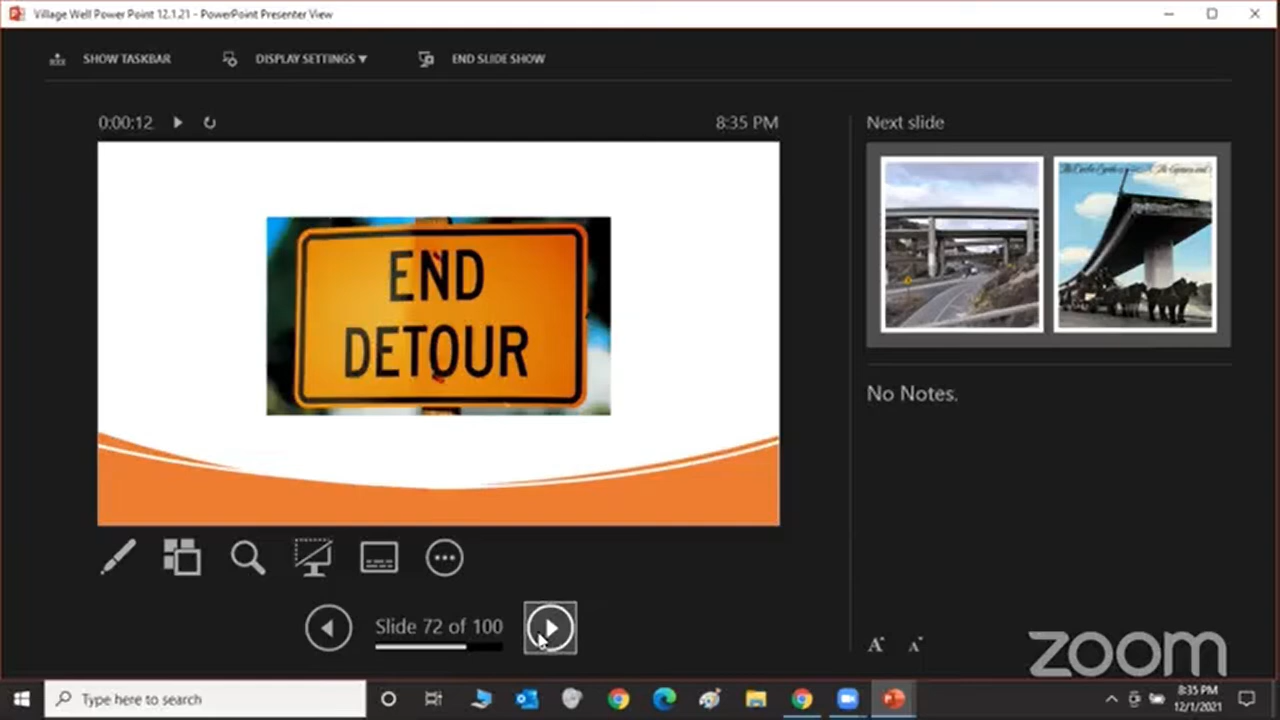 Village Well Power Point 12.1.21 - PowerPoint Presenter View
SHOW TASKBAR
DISPLAY SETTINGS ▼
END SLIDE SHOW
0:00:12
8:35 PM
END
DETOUR
Slide 72 of 100
Next slide
No Notes.
A A
zoom
Type here to search
8:35 PM
12/1/2021